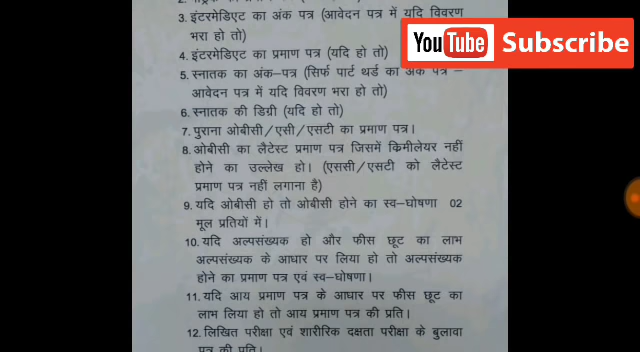 3. इंटरमीडिएट का अंक पत्र (आवेदन पत्र में यदि विवरण
भरा हो तो)
4. इंटरमीडिएट का प्रमाण पत्र (यदि हो तो)
5. स्नातक का अंक–पत्र (सिर्फ पार्ट थर्ड का अंक पत्र –
आवेदन पत्र में यदि विवरण भरा हो तो)
6. स्नातक की डिग्री (यदि हो तो)
7. पुराना ओबीसी/एसी/एसटी का प्रमाण पत्र।
8. ओबीसी का लैटेस्ट प्रमाण पत्र जिसमें क्रिमीलेयर नहीं
होने का उल्लेख हो। (एससी/एसटी को लैटेस्ट
प्रमाण पत्र नहीं लगाना है)
9. यदि ओबीसी हो तो ओबीसी होने का स्व–घोषणा 02
मूल प्रतियों में।
10. यदि अल्पसंख्यक हो और फीस छूट का लाभ
अल्पसंख्यक के आधार पर लिया हो तो अल्पसंख्यक
होने का प्रमाण पत्र एवं स्व–घोषणा।
11. यदि आय प्रमाण पत्र के आधार पर फीस छूट का
लाभ लिया हो तो आय प्रमाण पत्र की प्रति।
12. लिखित परीक्षा एवं शारीरिक दक्षता परीक्षा के बुलावा
पत्र की प्रति।
YouTube Subscribe